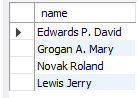 name
Edwards P. David
Grogan A. Mary
Novak Roland
Lewis Jerry